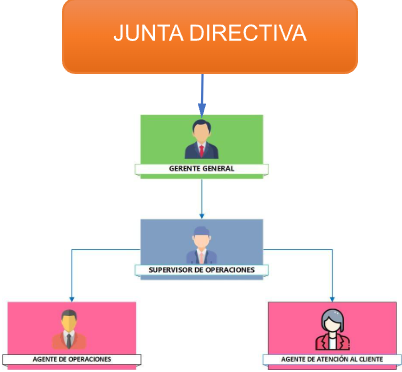 JUNTA DIRECTIVA
GERENTE GENERAL
SUPERVISOR DE OPERACIONES
AGENTE DE OPERACIONES
AGENTE DE ATENCIÓN AL CLIENTE